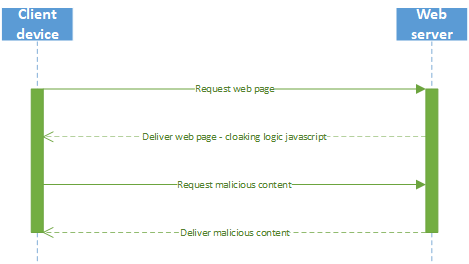 Client
device
Web
server
Request web page
Deliver web page - cloaking logic javascript
Request malicious content
Deliver malicious content